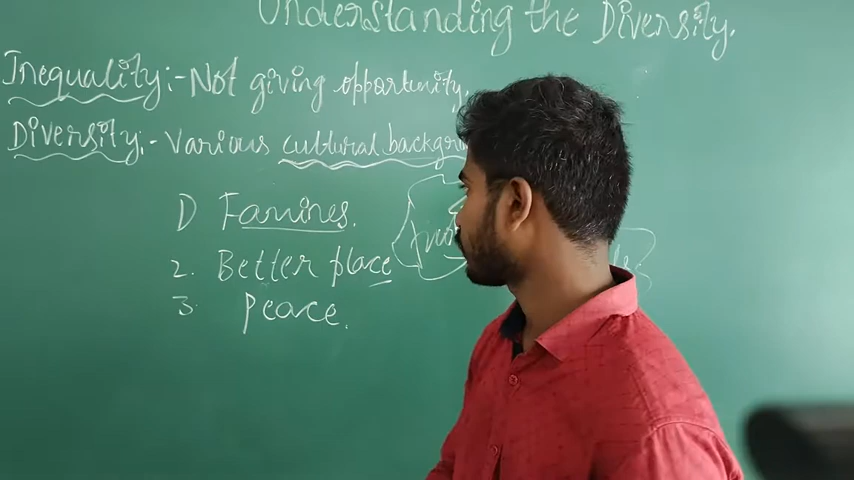 Understanding the Diversity.
Inequality:- Not giving opportunity
Diversity:- Various cultural
1) Famines.
2. Better place
3. Peace.